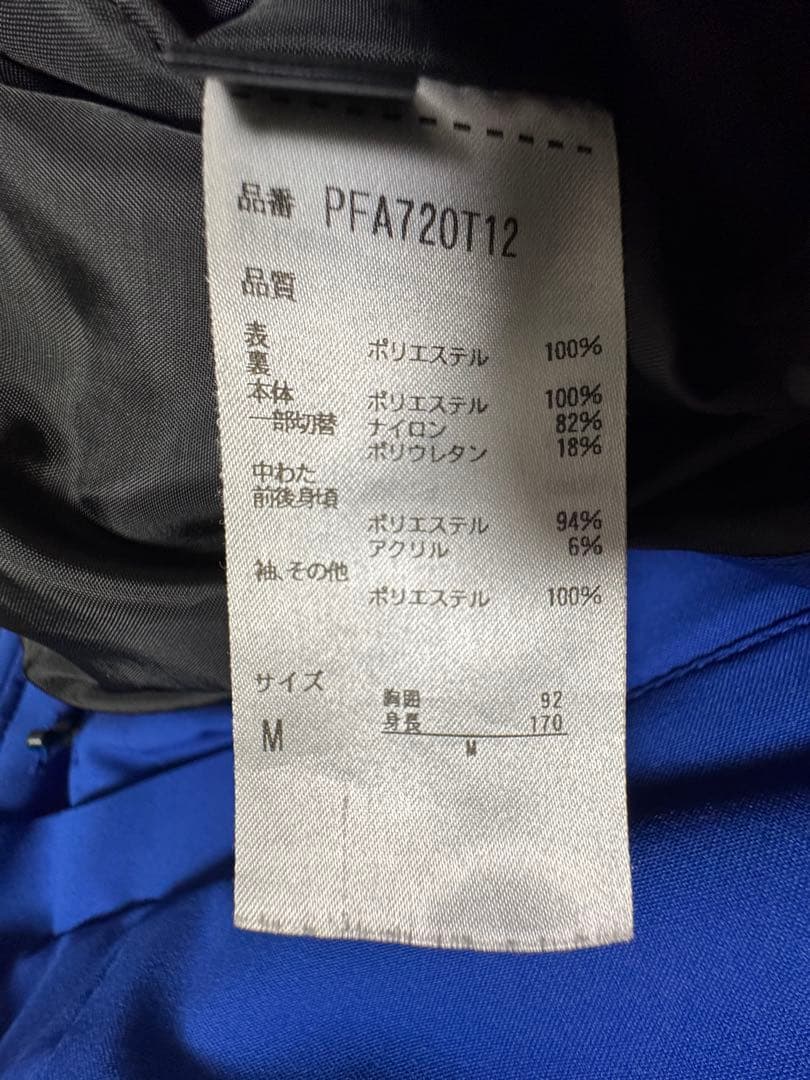 品番 PFA720T12
品質
表 ポリエステル 100%
裏
本体 ポリエステル 100%
一部切替 ナイロン 82%
ポリウレタン 18%
中わた
前後身頃
ポリエステル 94%
アクリル 6%
袖、その他
ポリエステル 100%
サイズ
胸囲 92
身長 170
M
M